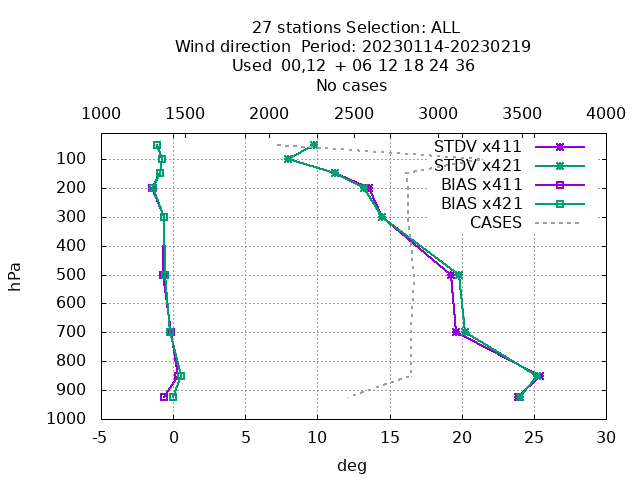 27 stations Selection: ALL
Wind direction  Period: 20230114-20230219
Used  00,12  + 06 12 18 24 36
No cases
1000 1500 2000 2500 3000 3500 4000
STDV x411
STDV x421
BIAS x411
BIAS x421
CASES
100
200
300
400
500
600
700
800
900
1000
hPa
-5 0 5 10 15 20 25 30
deg